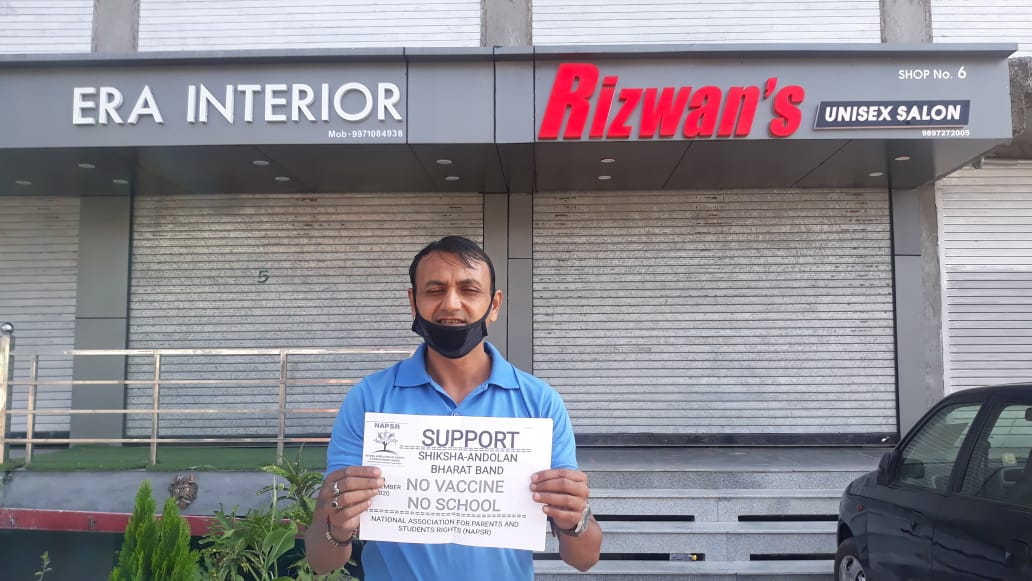 ERA INTERIOR
Mob-9971084938
Rizwan's
SHOP No. 6
UNISEX SALON
9897272005
5
NAPSR
SUPPORT
SHIKSHA-ANDOLAN
BHARAT BAND
NO VACCINE
NO SCHOOL
2020
NATIONAL ASSOCIATION FOR PARENTS AND
STUDENTS RIGHTS (NAPSR)